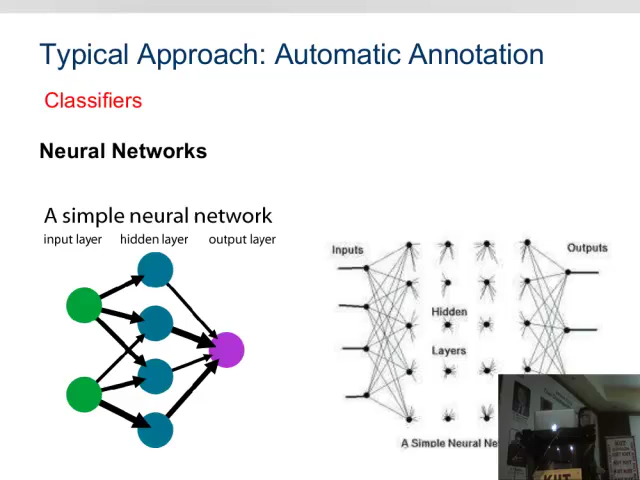 Typical Approach: Automatic Annotation
Classifiers
Neural Networks
A simple neural network
input layer hidden layer output layer
Inputs
Outputs
Hidden
Layers
A Simple Neural Ne
KIIT